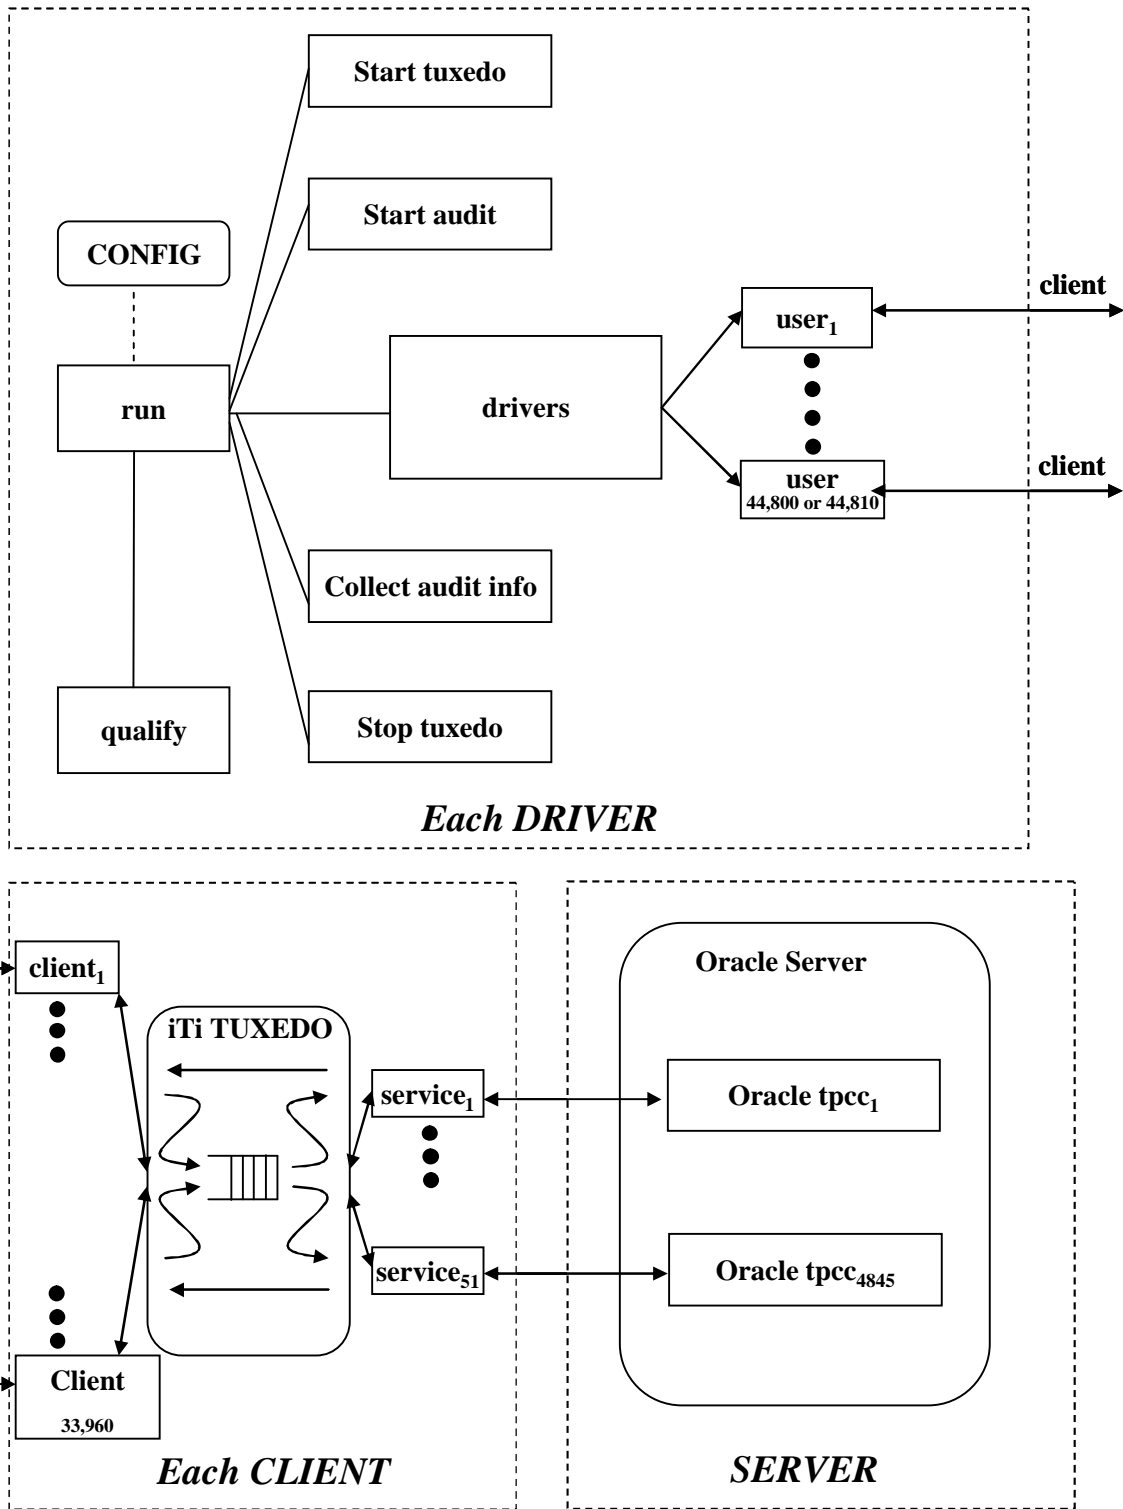 Start tuxedo
Start audit
CONFIG
client
user1
run
drivers
client
user
44,800 or 44,810
Collect audit info
qualify
Stop tuxedo
Each DRIVER
client1
Oracle Server
iTi TUXEDO
service1
Oracle tpcc1
service51
Oracle tpcc4845
Client
33,960
Each CLIENT
SERVER